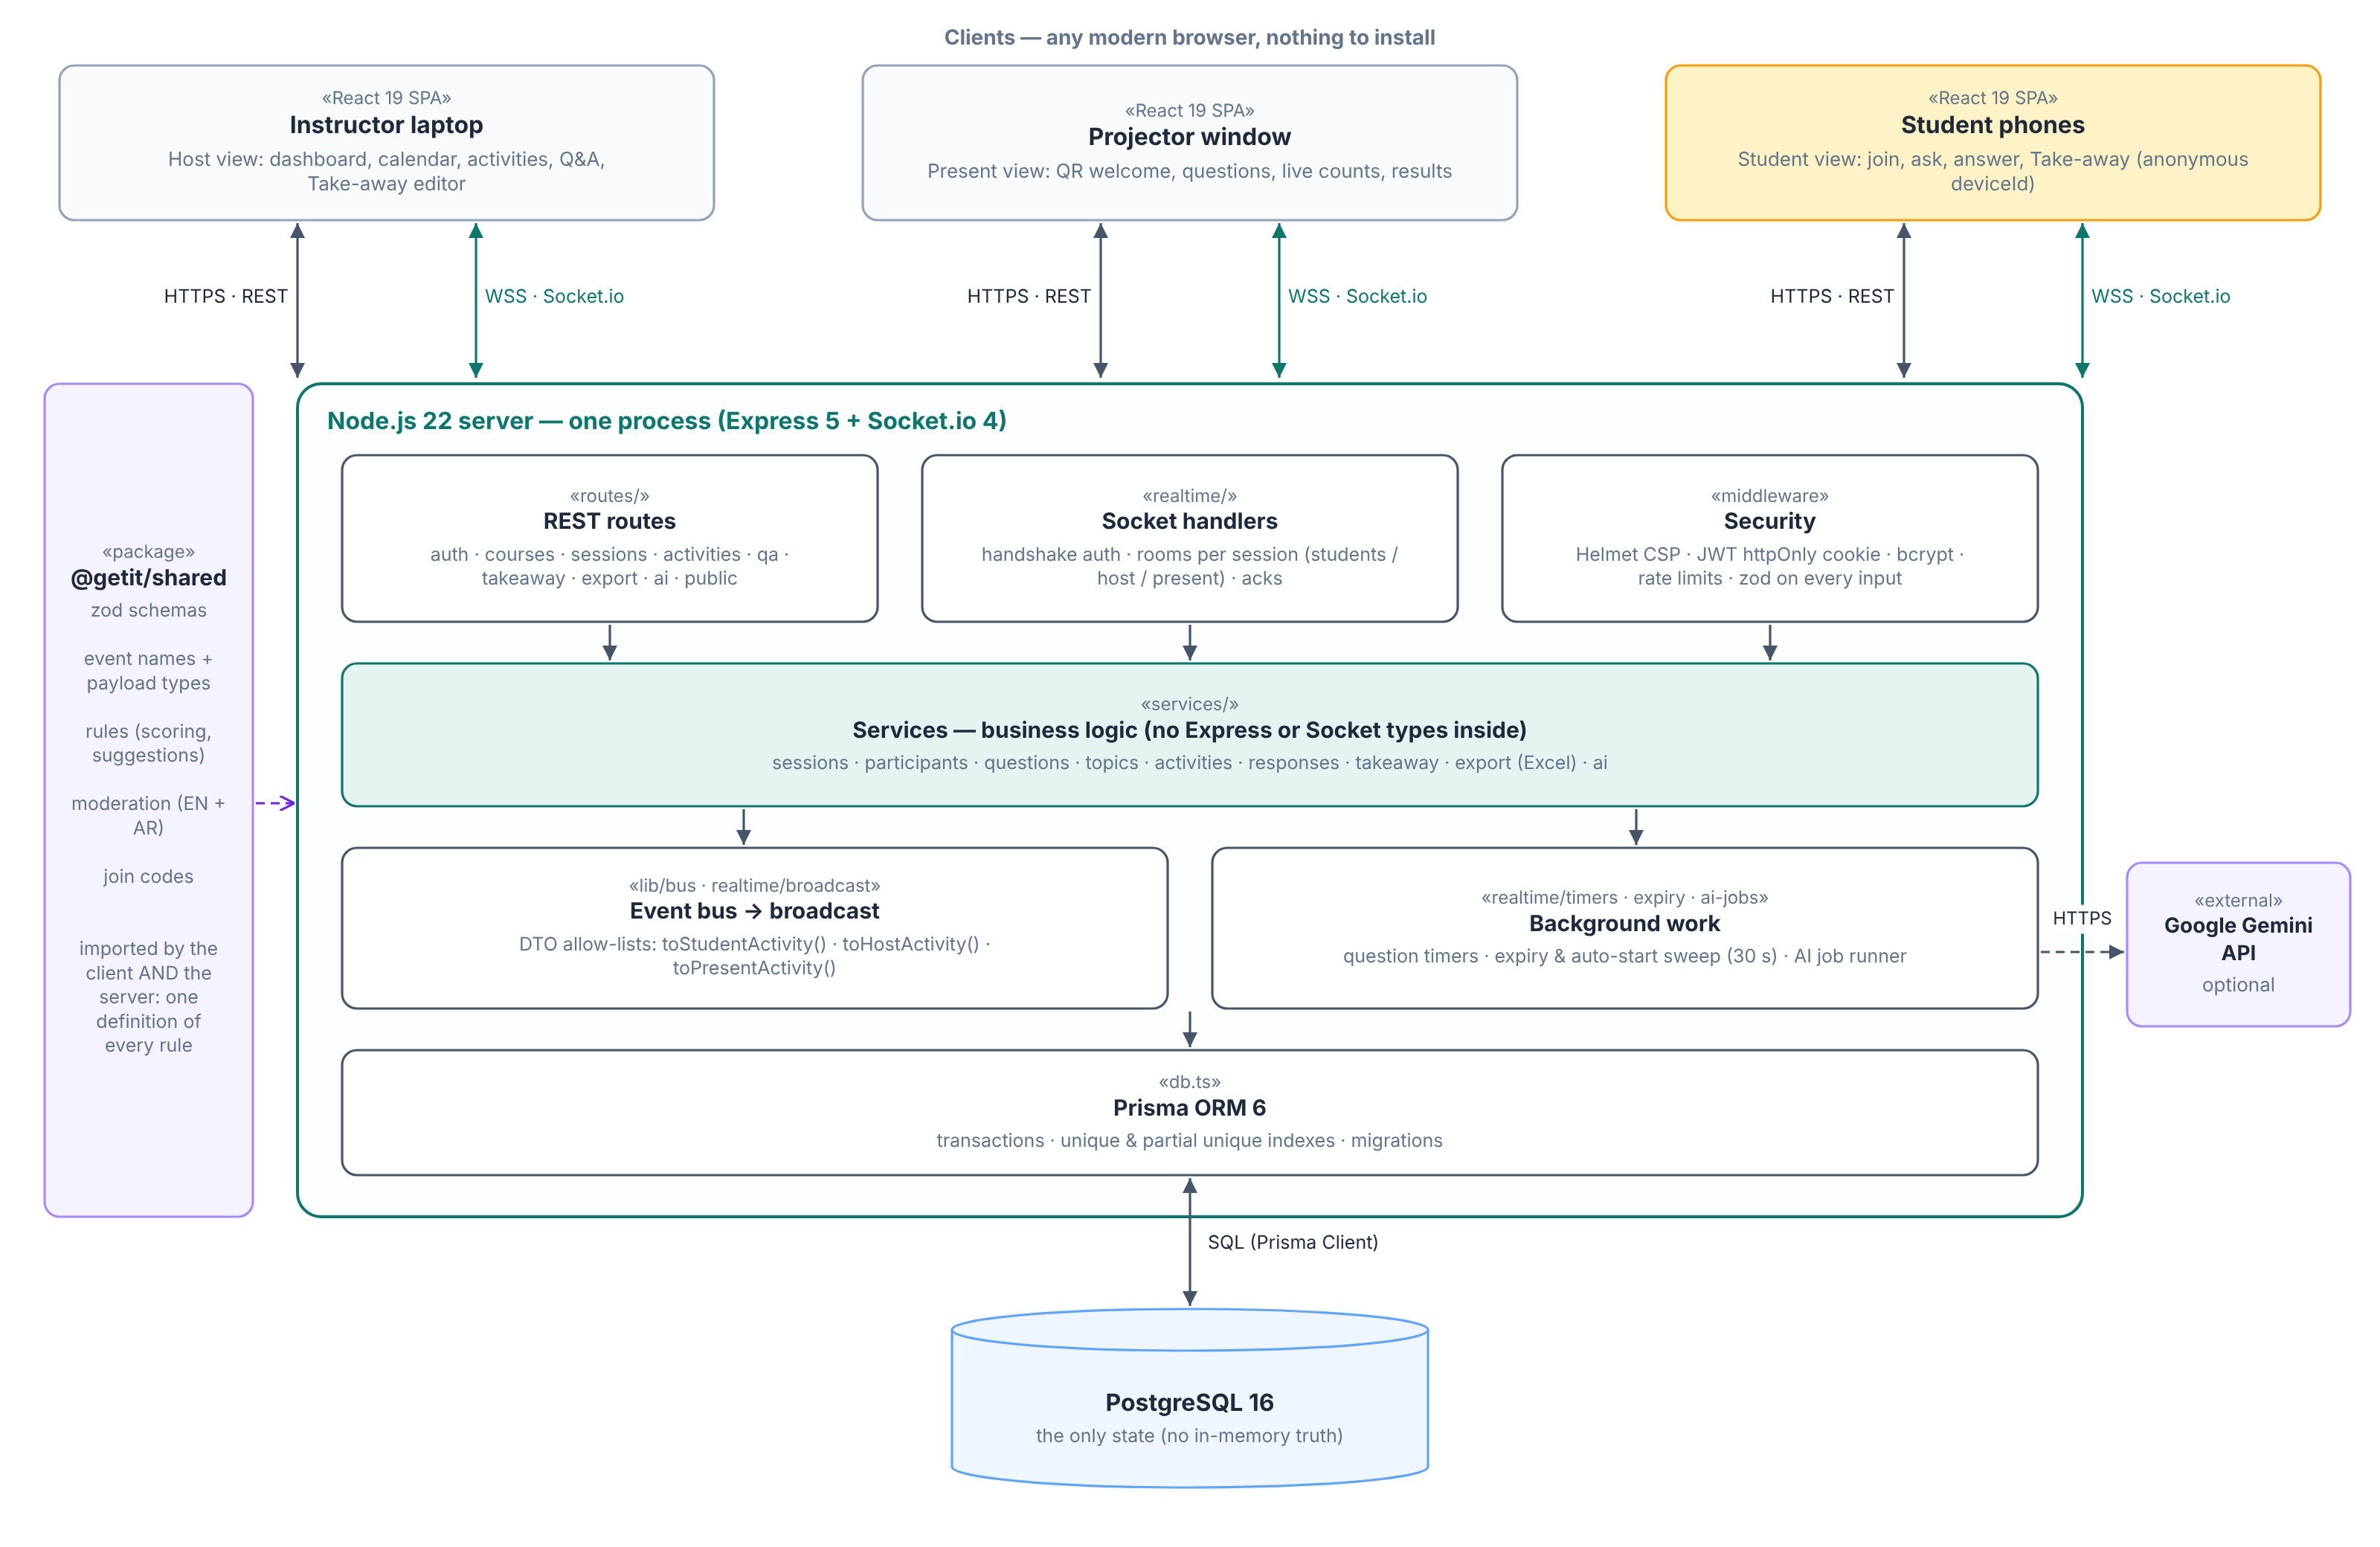 Clients — any modern browser, nothing to install
«React 19 SPA»
Instructor laptop
Host view: dashboard, calendar, activities, Q&A,
Take-away editor
«React 19 SPA»
Projector window
Present view: QR welcome, questions, live counts, results
«React 19 SPA»
Student phones
Student view: join, ask, answer, Take-away (anonymous
deviceId)
HTTPS · REST
WSS · Socket.io
HTTPS · REST
WSS · Socket.io
HTTPS · REST
WSS · Socket.io
«package»
@getit/shared
zod schemas
event names +
payload types
rules (scoring,
suggestions)
moderation (EN +
AR)
join codes
imported by the
client AND the
server: one
definition of
every rule
Node.js 22 server — one process (Express 5 + Socket.io 4)
«routes/»
REST routes
auth · courses · sessions · activities · qa ·
takeaway · export · ai · public
«realtime/»
Socket handlers
handshake auth · rooms per session (students /
host / present) · acks
«middleware»
Security
Helmet CSP · JWT httpOnly cookie · bcrypt ·
rate limits · zod on every input
«services/»
Services — business logic (no Express or Socket types inside)
sessions · participants · questions · topics · activities · responses · takeaway · export (Excel) · ai
«lib/bus · realtime/broadcast»
Event bus → broadcast
DTO allow-lists: toStudentActivity() · toHostActivity() ·
toPresentActivity()
«realtime/timers · expiry · ai-jobs»
Background work
question timers · expiry & auto-start sweep (30 s) · AI job runner
HTTPS
«external»
Google Gemini
API
optional
«db.ts»
Prisma ORM 6
transactions · unique & partial unique indexes · migrations
SQL (Prisma Client)
PostgreSQL 16
the only state (no in-memory truth)